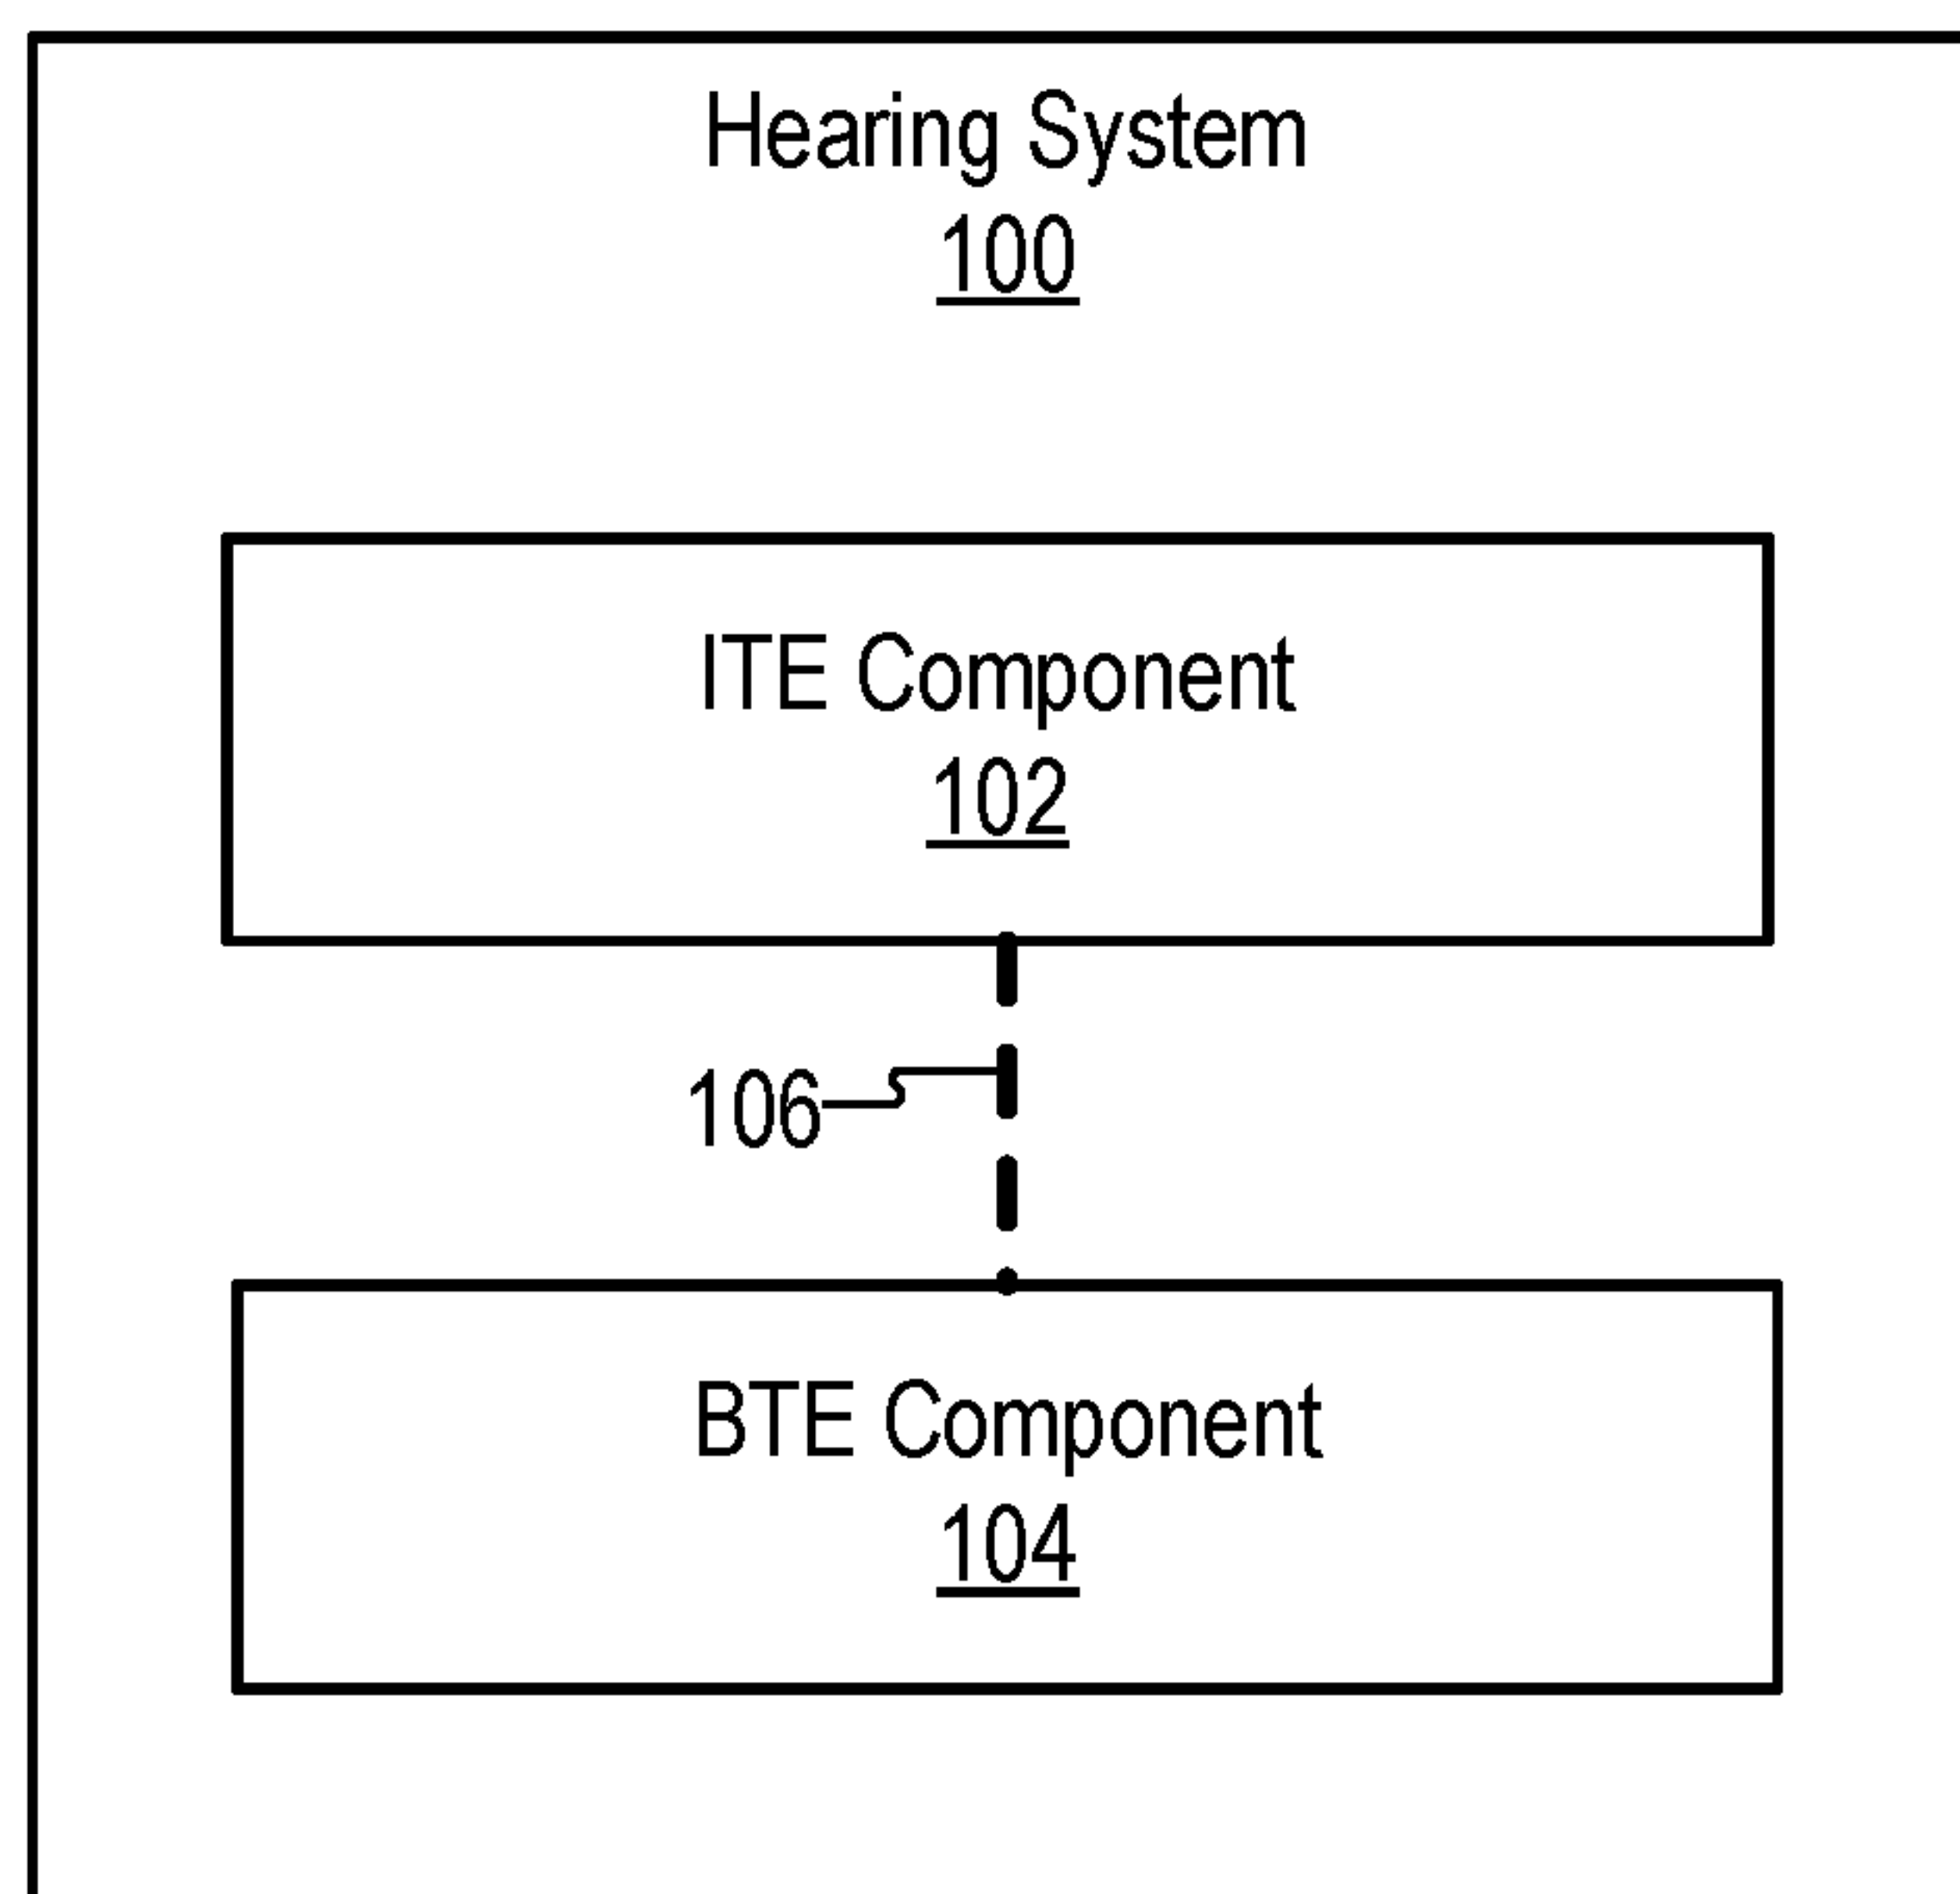 Hearing System
100
ITE Component
102
106
BTE Component
104